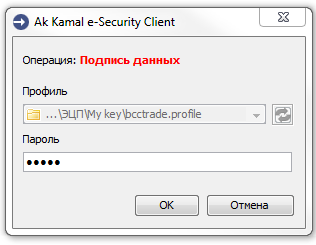 Ak Kamal e-Security Client
Операция: Подпись данных
Профиль
...\ЭЦП\My key\bcctrade.profile
Пароль
•••••
OK
Отмена